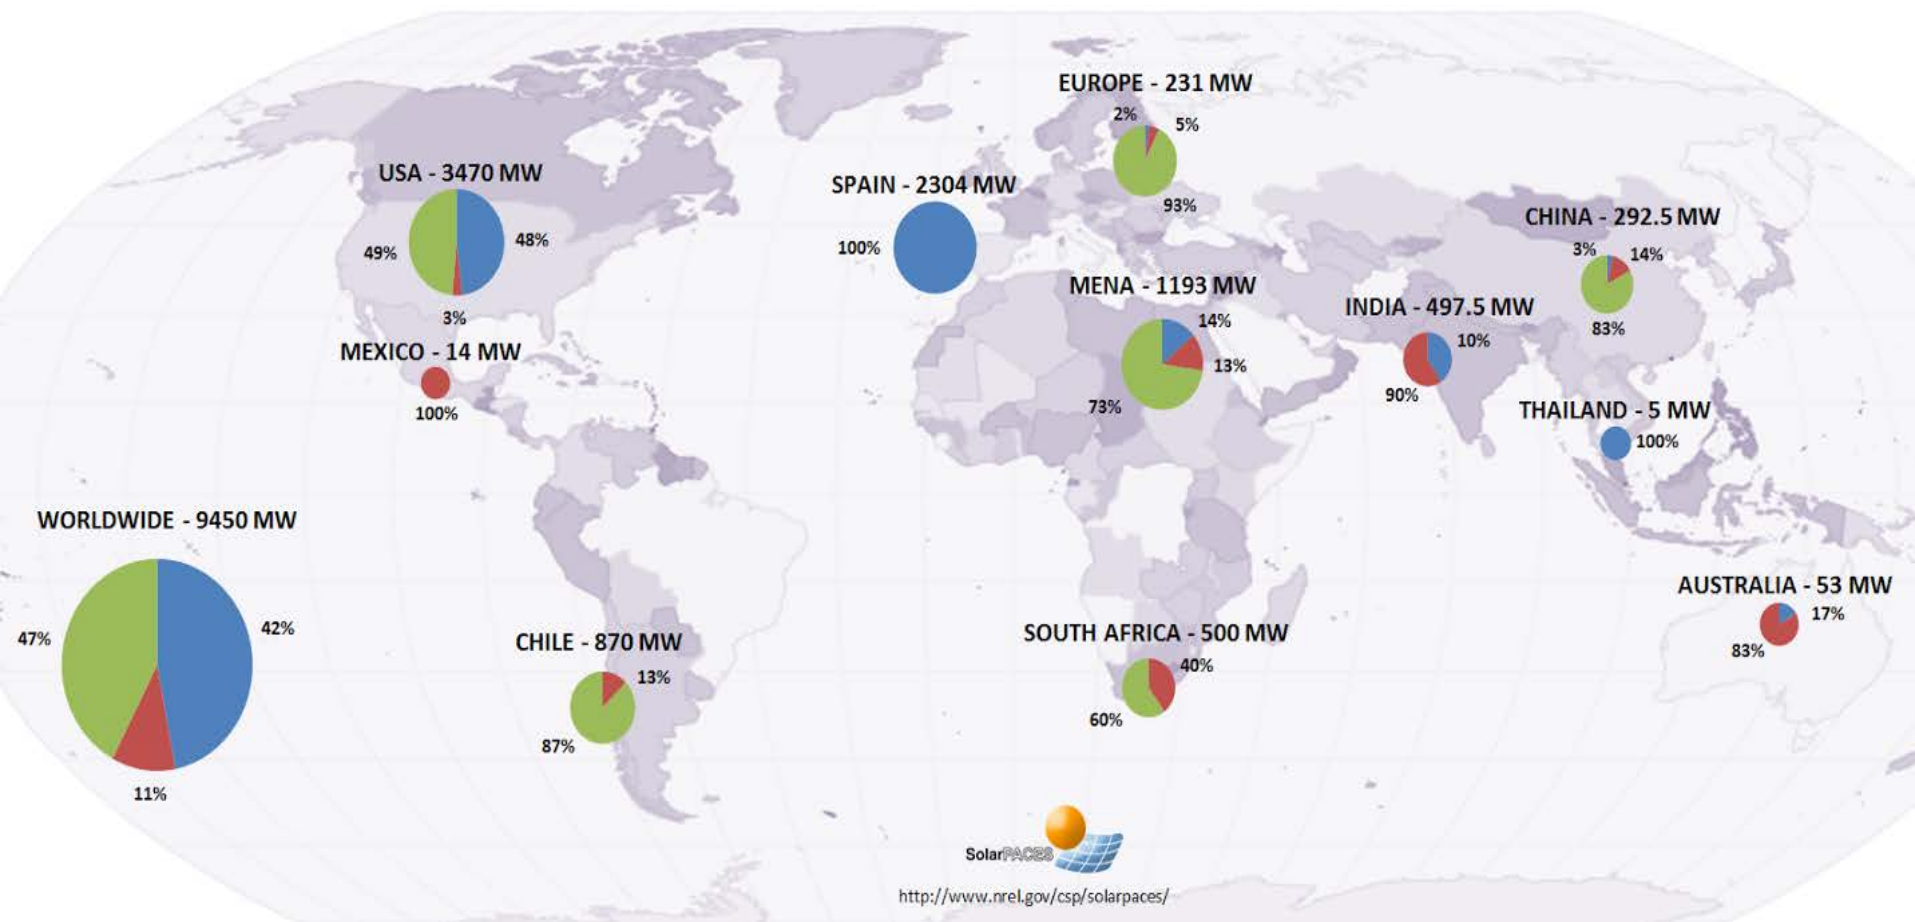 EUROPE - 231 MW
2%
5%
93%
USA - 3470 MW
49%
48%
3%
SPAIN - 2304 MW
100%
CHINA - 292.5 MW
3%
14%
83%
MENA - 1193 MW
14%
13%
73%
INDIA - 497.5 MW
10%
90%
MEXICO - 14 MW
100%
THAILAND - 5 MW
100%
WORLDWIDE - 9450 MW
47%
42%
11%
CHILE - 870 MW
13%
87%
SOUTH AFRICA - 500 MW
40%
60%
AUSTRALIA - 53 MW
17%
83%
SolarPACES
http://www.nrel.gov/csp/solarpaces/